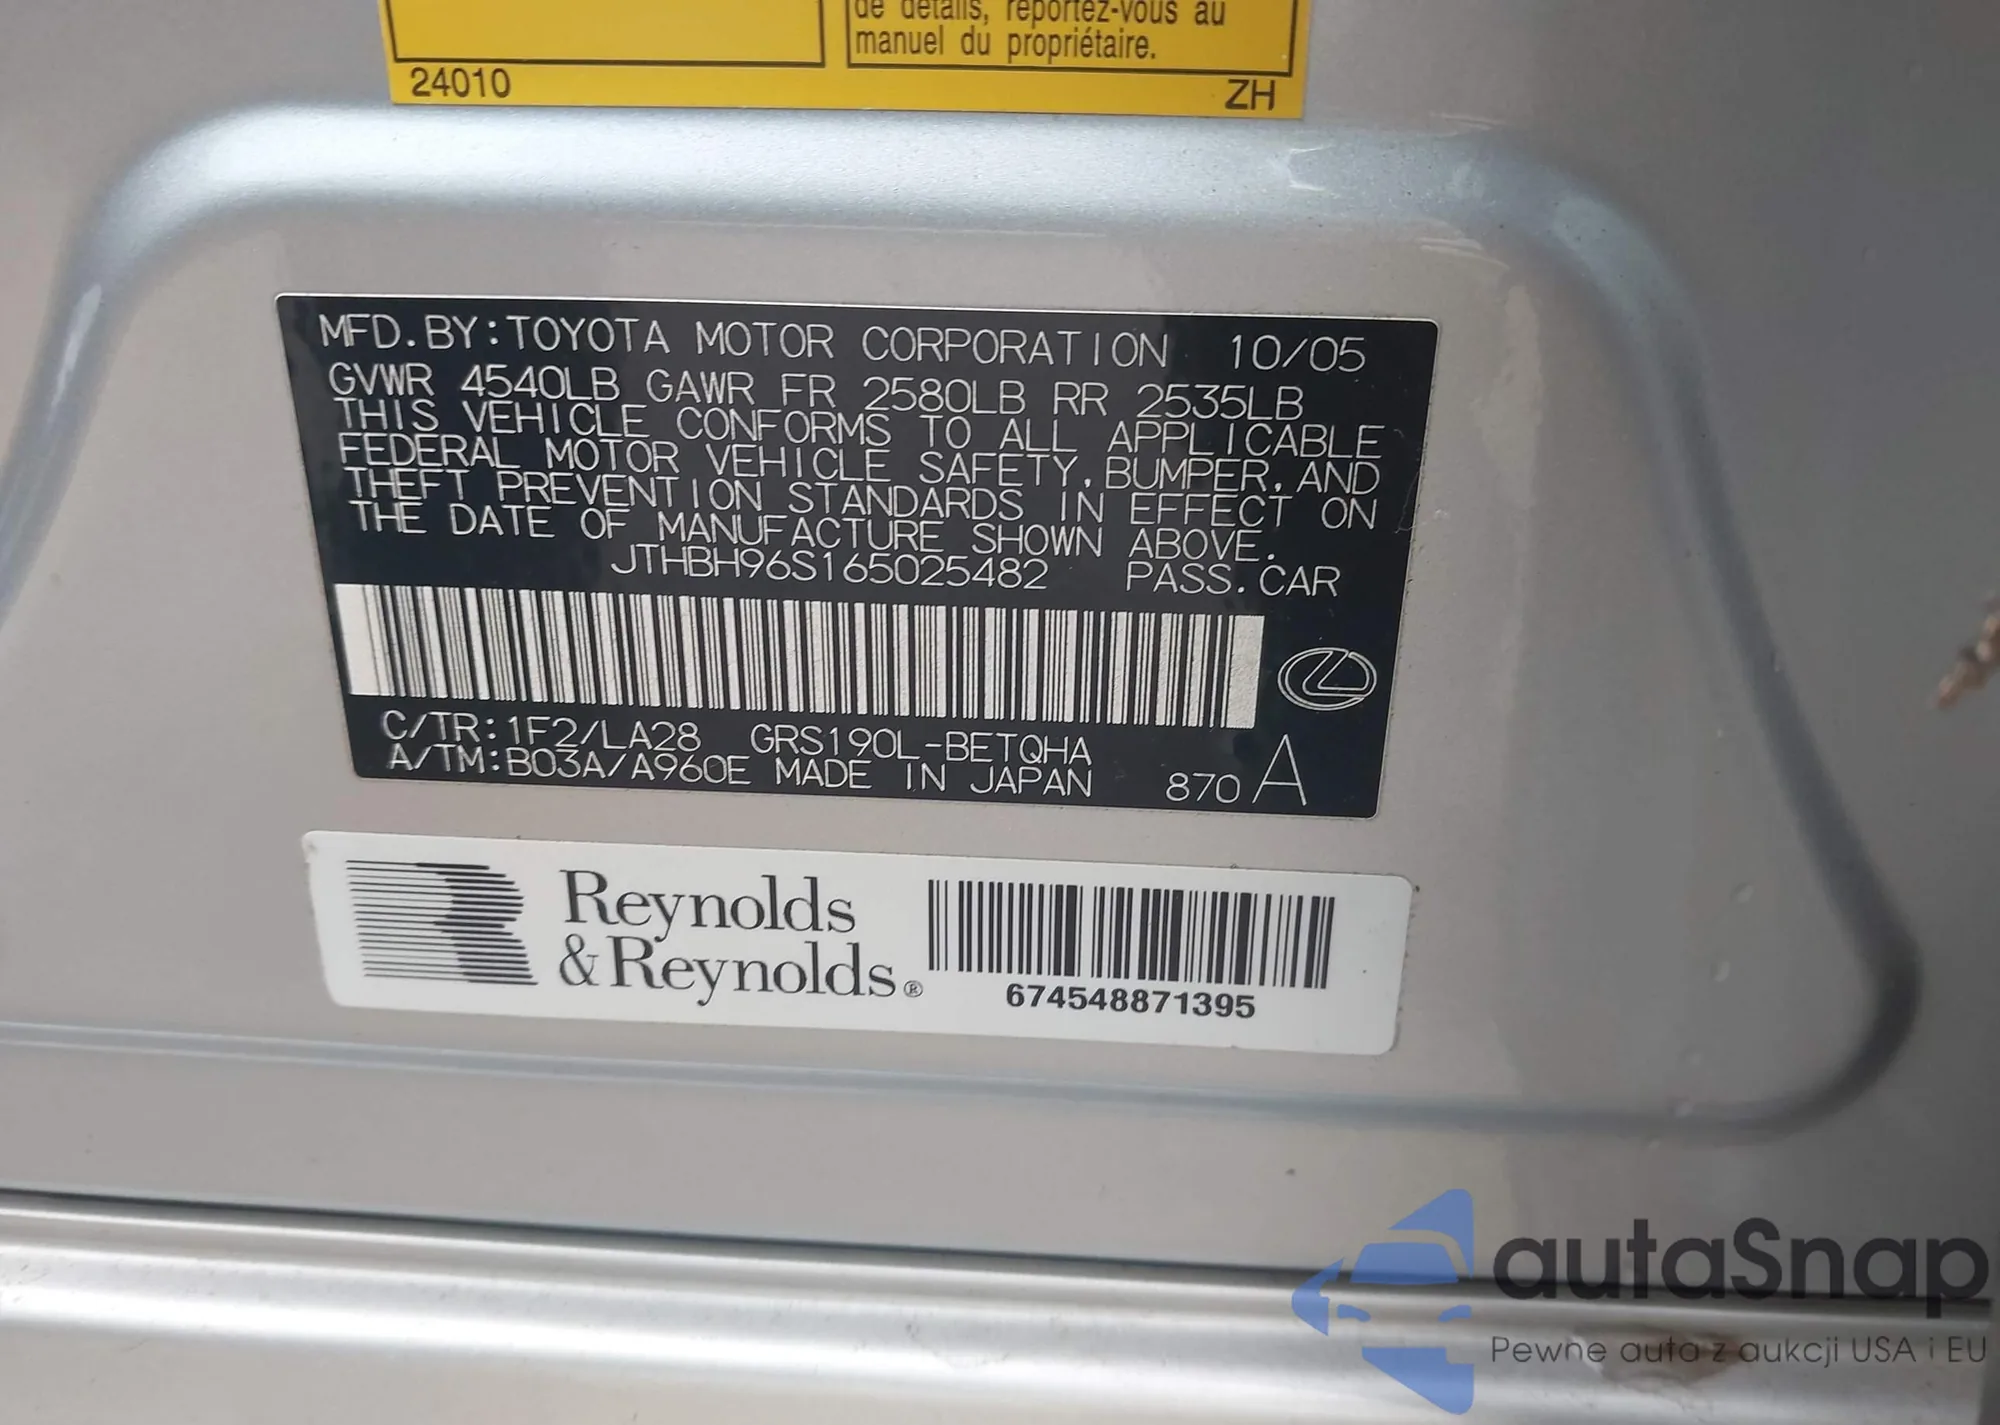 de détails, reportez-vous au
manuel du propriétaire.
24010 ZH
MFD. BY: TOYOTA MOTOR CORPORATION 10/05
GVWR 4540LB GAWR FR 2580LB RR 2535LB
THIS VEHICLE CONFORMS TO ALL APPLICABLE
FEDERAL MOTOR VEHICLE SAFETY, BUMPER, AND
THEFT PREVENTION STANDARDS IN EFFECT ON
THE DATE OF MANUFACTURE SHOWN ABOVE.
JTHBH96S165025482 PASS. CAR
C/TR: 1F2/LA28 GRS190L-BETQHA
A/TM: B03A/A960E MADE IN JAPAN 870 A
Reynolds
& Reynolds®
674548871395
autaSnap
Pewne auta z aukcji USA i EU